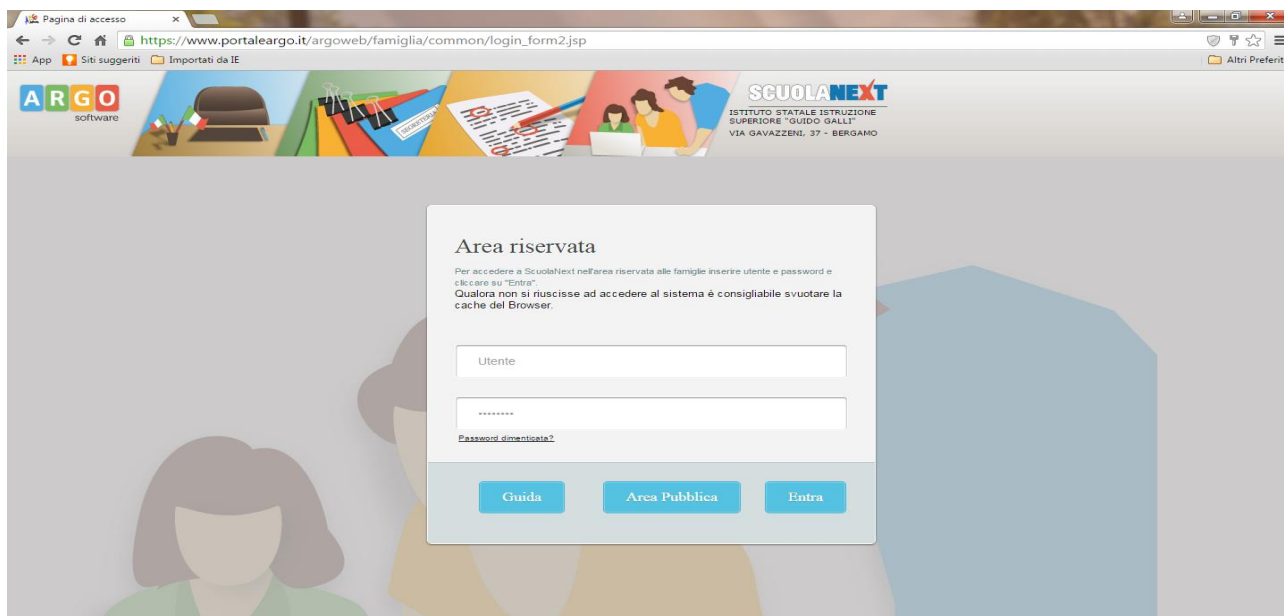 Pagina di accesso
https://www.portaleargo.it/argoweb/famiglia/common/login_form2.jsp
App Siti suggeriti Importati da IE Altri Preferit
ARGO
software
SEGRETERIA
SCUOLANEXT
ISTITUTO STATALE ISTRUZIONE
SUPERIORE "GUIDO GALLI"
VIA GAVAZZENI, 37 - BERGAMO
Area riservata
Per accedere a ScuolaNext nell'area riservata alle famiglie inserire utente e password e
cliccare su "Entra".
Qualora non si riuscisse ad accedere al sistema è consigliabile svuotare la
cache del Browser.
Utente
Password dimenticata?
Guida Area Pubblica Entra